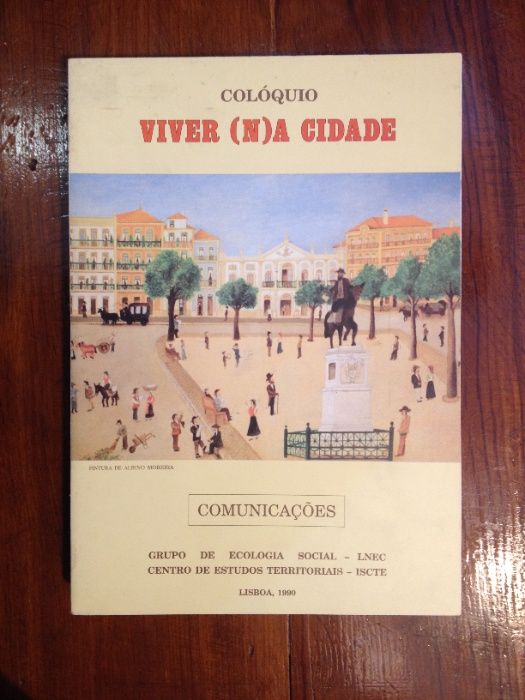 COLÓQUIO
VIVER (N)A CIDADE
PINTURA DE ALBINO MOREIRA
COMUNICAÇÕES
GRUPO DE ECOLOGIA SOCIAL - LNEC
CENTRO DE ESTUDOS TERRITORIAIS - ISCTE
LISBOA, 1990